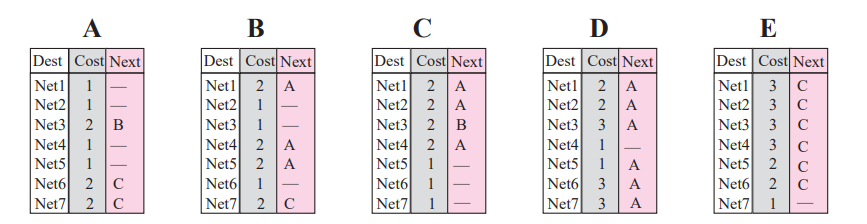 A B C D E
Dest Cost Next Dest Cost Next Dest Cost Next Dest Cost Next Dest Cost Next
Net1 1 — Net1 2 A Net1 2 A Net1 2 A Net1 3 C
Net2 1 — Net2 1 — Net2 2 A Net2 2 A Net2 3 C
Net3 2 B Net3 1 — Net3 2 B Net3 3 A Net3 3 C
Net4 1 — Net4 2 A Net4 2 A Net4 1 — Net4 3 C
Net5 1 — Net5 2 A Net5 1 — Net5 1 A Net5 2 C
Net6 2 C Net6 1 — Net6 1 — Net6 3 A Net6 2 C
Net7 2 C Net7 2 C Net7 1 — Net7 3 A Net7 1 —